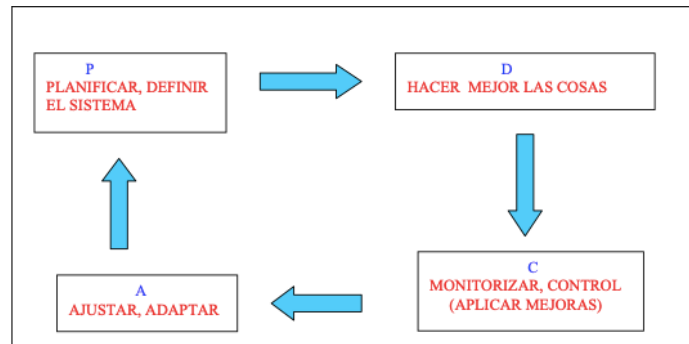 P
PLANIFICAR, DEFINIR
EL SISTEMA
D
HACER MEJOR LAS COSAS
C
MONITORIZAR, CONTROL
(APLICAR MEJORAS)
A
AJUSTAR, ADAPTAR